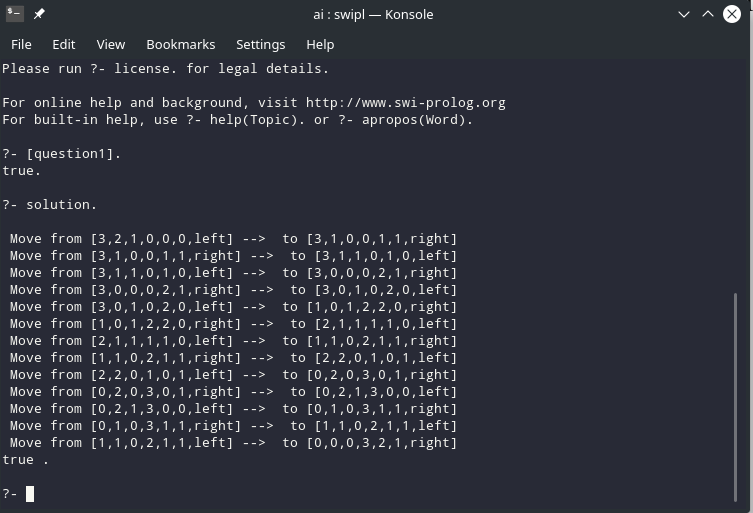 ai : swipl — Konsole
File Edit View Bookmarks Settings Help
Please run ?- license. for legal details.
For online help and background, visit http://www.swi-prolog.org
For built-in help, use ?- help(Topic). or ?- apropos(Word).
?- [question1].
true.
?- solution.
Move from [3,2,1,0,0,0,left] -->  to [3,1,0,0,1,1,right]
Move from [3,1,0,0,1,1,right] -->  to [3,1,1,0,1,0,left]
Move from [3,1,1,0,1,0,left] -->  to [3,0,0,0,2,1,right]
Move from [3,0,0,0,2,1,right] -->  to [3,0,1,0,2,0,left]
Move from [3,0,1,0,2,0,left] -->  to [1,0,1,2,2,0,right]
Move from [1,0,1,2,2,0,right] -->  to [2,1,1,1,1,0,left]
Move from [2,1,1,1,1,0,left] -->  to [1,1,0,2,1,1,right]
Move from [1,1,0,2,1,1,right] -->  to [2,2,0,1,0,1,left]
Move from [2,2,0,1,0,1,left] -->  to [0,2,0,3,0,1,right]
Move from [0,2,0,3,0,1,right] -->  to [0,2,1,3,0,0,left]
Move from [0,2,1,3,0,0,left] -->  to [0,1,0,3,1,1,right]
Move from [0,1,0,3,1,1,right] -->  to [1,1,0,2,1,1,left]
Move from [1,1,0,2,1,1,left] -->  to [0,0,0,3,2,1,right]
true .
?-